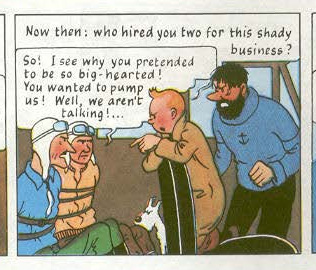 Now then: who hired you two for this shady
business?
So! I see why you pretended
to be so big-hearted!
You wanted to pump
us! Well, we aren't
talking!...